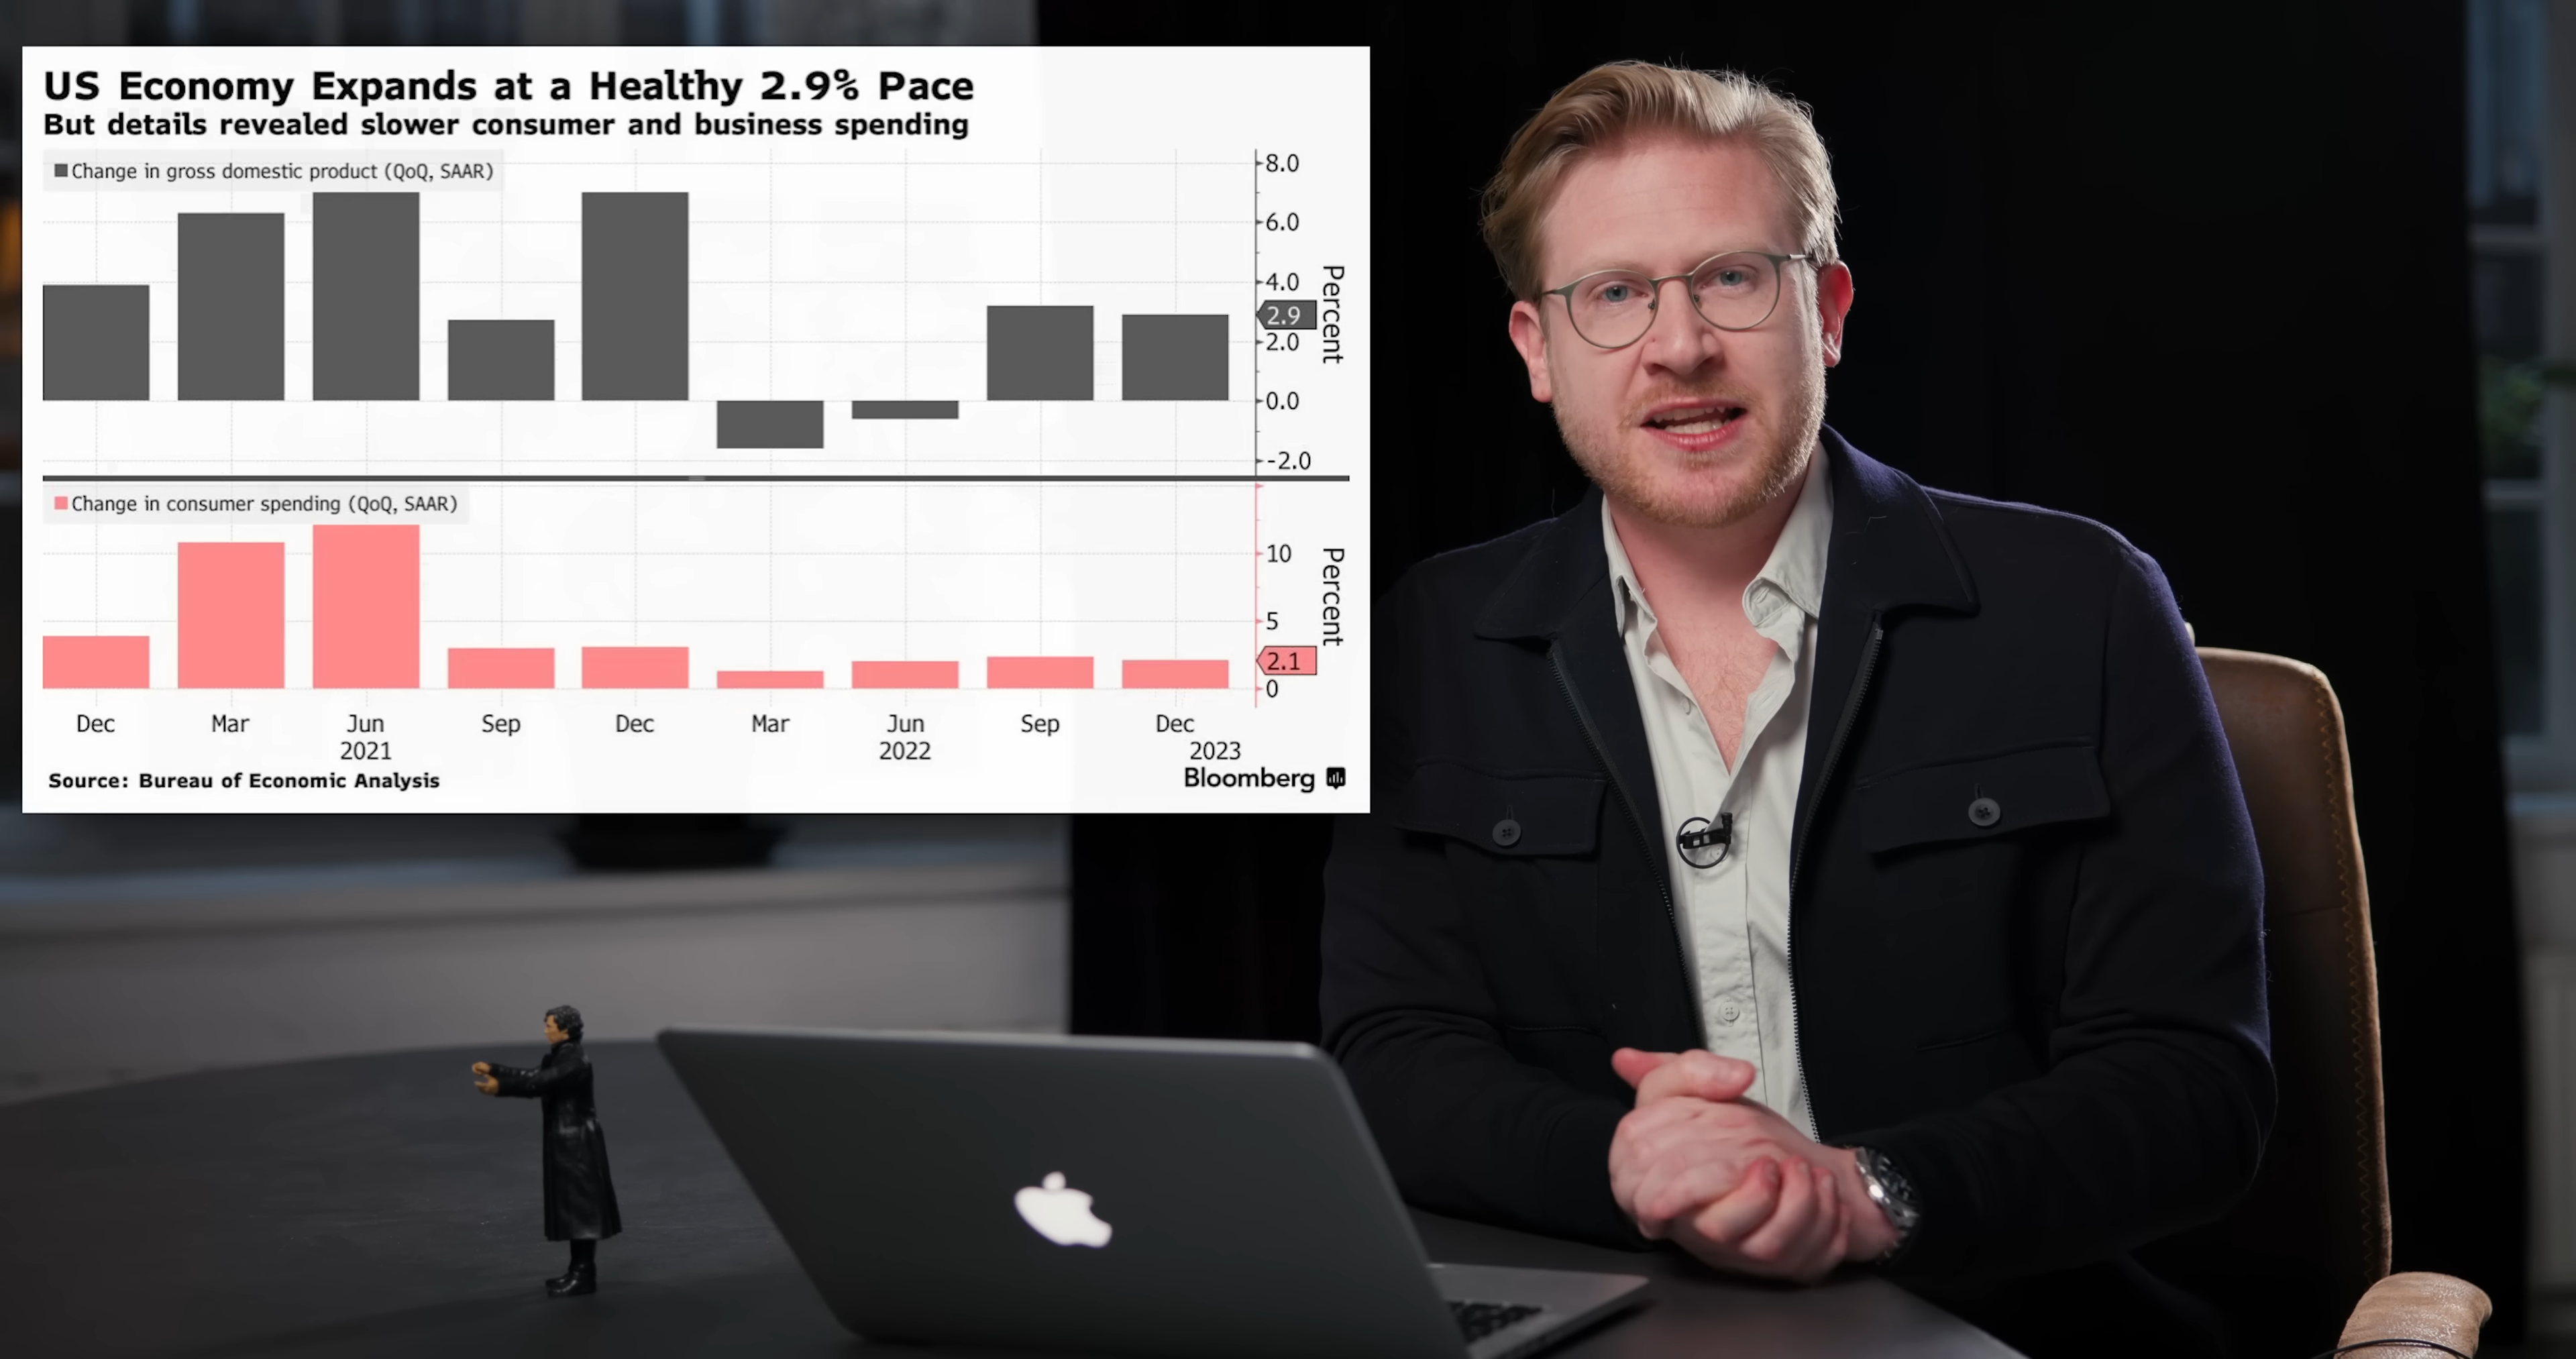 US Economy Expands at a Healthy 2.9% Pace
But details revealed slower consumer and business spending
Change in gross domestic product (QoQ, SAAR)
8.0
6.0
4.0
2.9
2.0
0.0
-2.0
Percent
Change in consumer spending (QoQ, SAAR)
10
5
2.1
0
Percent
Dec Mar Jun Sep Dec Mar Jun Sep Dec
2021 2022 2023
Source: Bureau of Economic Analysis
Bloomberg